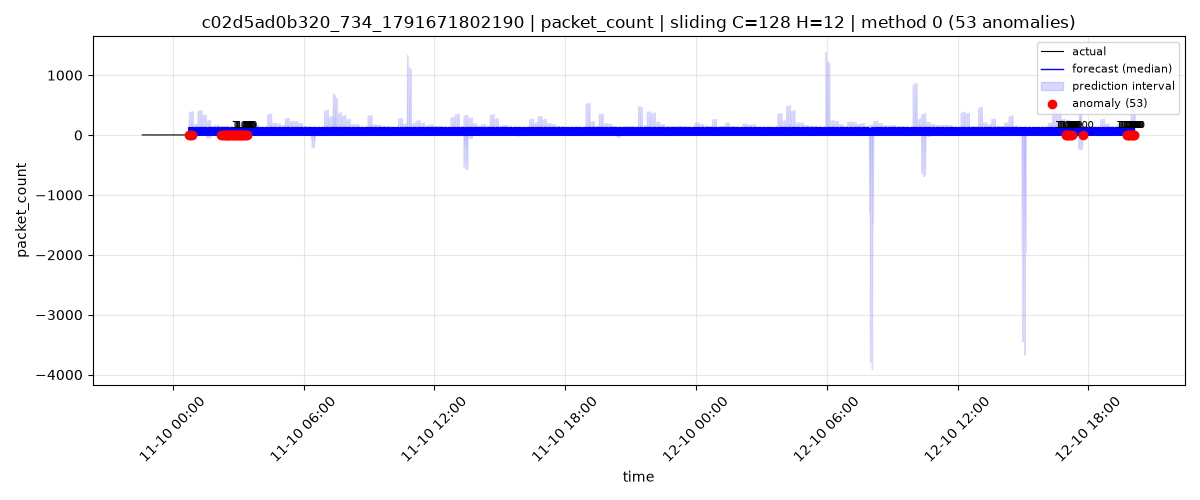 c02d5ad0b320_734_1791671802190 | packet_count | sliding C=128 H=12 | method 0 (53 anomalies)
actual
forecast (median)
prediction interval
anomaly (53)
packet_count
1000
0
−1000
−2000
−3000
−4000
11-10 00:00
11-10 06:00
11-10 12:00
11-10 18:00
12-10 00:00
12-10 06:00
12-10 12:00
12-10 18:00
time